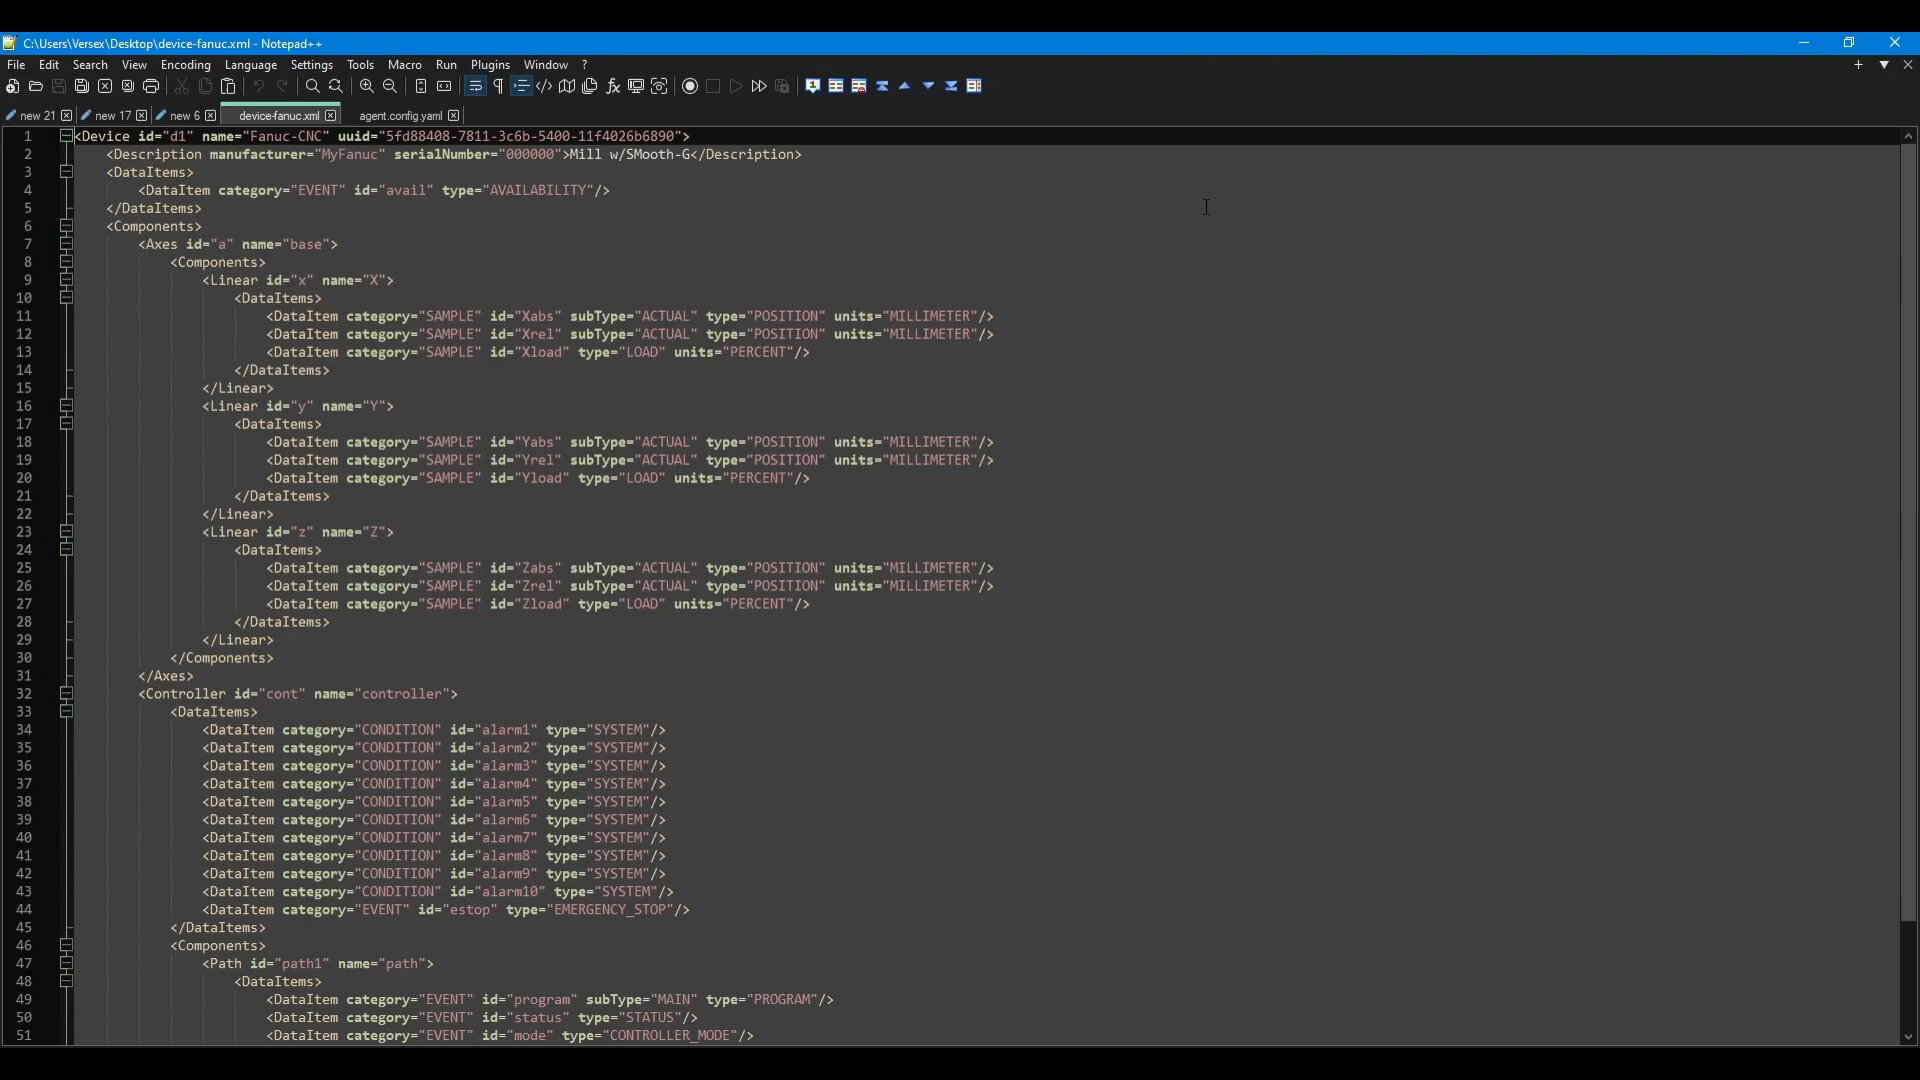 C:\Users\Versex\Desktop\device-fanuc.xml - Notepad++
File Edit Search View Encoding Language Settings Tools Macro Run Plugins Window ?
new 21 new 17 new 6 device-fanuc.xml agent.config.yaml
1 <Device id="d1" name="Fanuc-CNC" uuid="5fd88408-7811-3c6b-5400-11f4026b6890">
2 <Description manufacturer="MyFanuc" serialNumber="000000">Mill w/SMooth-G</Description>
3 <DataItems>
4 <DataItem category="EVENT" id="avail" type="AVAILABILITY"/>
5 </DataItems>
6 <Components>
7 <Axes id="a" name="base">
8 <Components>
9 <Linear id="x" name="X">
10 <DataItems>
11 <DataItem category="SAMPLE" id="Xabs" subType="ACTUAL" type="POSITION" units="MILLIMETER"/>
12 <DataItem category="SAMPLE" id="Xrel" subType="ACTUAL" type="POSITION" units="MILLIMETER"/>
13 <DataItem category="SAMPLE" id="Xload" type="LOAD" units="PERCENT"/>
14 </DataItems>
15 </Linear>
16 <Linear id="y" name="Y">
17 <DataItems>
18 <DataItem category="SAMPLE" id="Yabs" subType="ACTUAL" type="POSITION" units="MILLIMETER"/>
19 <DataItem category="SAMPLE" id="Yrel" subType="ACTUAL" type="POSITION" units="MILLIMETER"/>
20 <DataItem category="SAMPLE" id="Yload" type="LOAD" units="PERCENT"/>
21 </DataItems>
22 </Linear>
23 <Linear id="z" name="Z">
24 <DataItems>
25 <DataItem category="SAMPLE" id="Zabs" subType="ACTUAL" type="POSITION" units="MILLIMETER"/>
26 <DataItem category="SAMPLE" id="Zrel" subType="ACTUAL" type="POSITION" units="MILLIMETER"/>
27 <DataItem category="SAMPLE" id="Zload" type="LOAD" units="PERCENT"/>
28 </DataItems>
29 </Linear>
30 </Components>
31 </Axes>
32 <Controller id="cont" name="controller">
33 <DataItems>
34 <DataItem category="CONDITION" id="alarm1" type="SYSTEM"/>
35 <DataItem category="CONDITION" id="alarm2" type="SYSTEM"/>
36 <DataItem category="CONDITION" id="alarm3" type="SYSTEM"/>
37 <DataItem category="CONDITION" id="alarm4" type="SYSTEM"/>
38 <DataItem category="CONDITION" id="alarm5" type="SYSTEM"/>
39 <DataItem category="CONDITION" id="alarm6" type="SYSTEM"/>
40 <DataItem category="CONDITION" id="alarm7" type="SYSTEM"/>
41 <DataItem category="CONDITION" id="alarm8" type="SYSTEM"/>
42 <DataItem category="CONDITION" id="alarm9" type="SYSTEM"/>
43 <DataItem category="CONDITION" id="alarm10" type="SYSTEM"/>
44 <DataItem category="EVENT" id="estop" type="EMERGENCY_STOP"/>
45 </DataItems>
46 <Components>
47 <Path id="path1" name="path">
48 <DataItems>
49 <DataItem category="EVENT" id="program" subType="MAIN" type="PROGRAM"/>
50 <DataItem category="EVENT" id="status" type="STATUS"/>
51 <DataItem category="EVENT" id="mode" type="CONTROLLER_MODE"/>